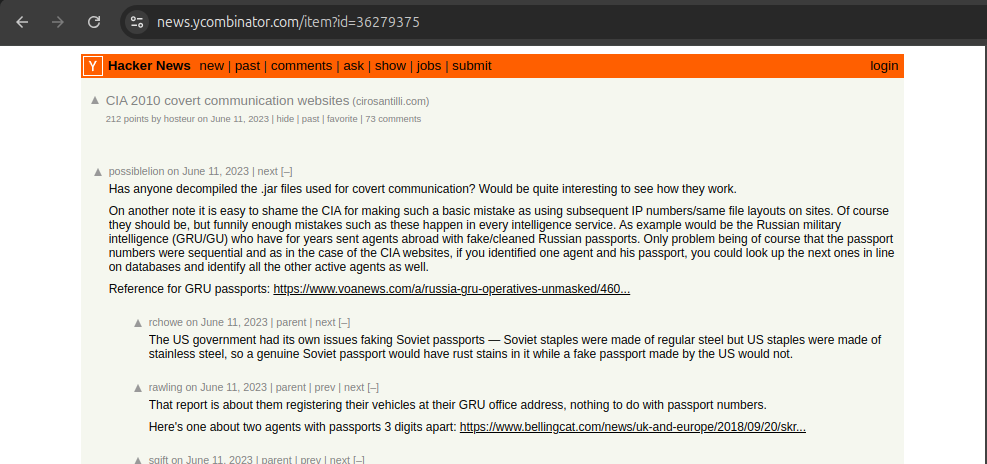 news.ycombinator.com/item?id=36279375
Y Hacker News new | past | comments | ask | show | jobs | submit login
CIA 2010 covert communication websites (cirosantilli.com)
212 points by hosteur on June 11, 2023 | hide | past | favorite | 73 comments
possiblelion on June 11, 2023 | next [–]
Has anyone decompiled the .jar files used for covert communication? Would be quite interesting to see how they work.
On another note it is easy to shame the CIA for making such a basic mistake as using subsequent IP numbers/same file layouts on sites. Of course
they should be, but funnily enough mistakes such as these happen in every intelligence service. As example would be the Russian military
intelligence (GRU/GU) who have for years sent agents abroad with fake/cleaned Russian passports. Only problem being of course that the passport
numbers were sequential and as in the case of the CIA websites, if you identified one agent and his passport, you could look up the next ones in line
on databases and identify all the other active agents as well.
Reference for GRU passports: https://www.voanews.com/a/russia-gru-operatives-unmasked/460...
rchowe on June 11, 2023 | parent | next [–]
The US government had its own issues faking Soviet passports — Soviet staples were made of regular steel but US staples were made of
stainless steel, so a genuine Soviet passport would have rust stains in it while a fake passport made by the US would not.
rawling on June 11, 2023 | parent | prev | next [–]
That report is about them registering their vehicles at their GRU office address, nothing to do with passport numbers.
Here's one about two agents with passports 3 digits apart: https://www.bellingcat.com/news/uk-and-europe/2018/09/20/skr...
sgift on June 11, 2023 | parent | prev | next [–]